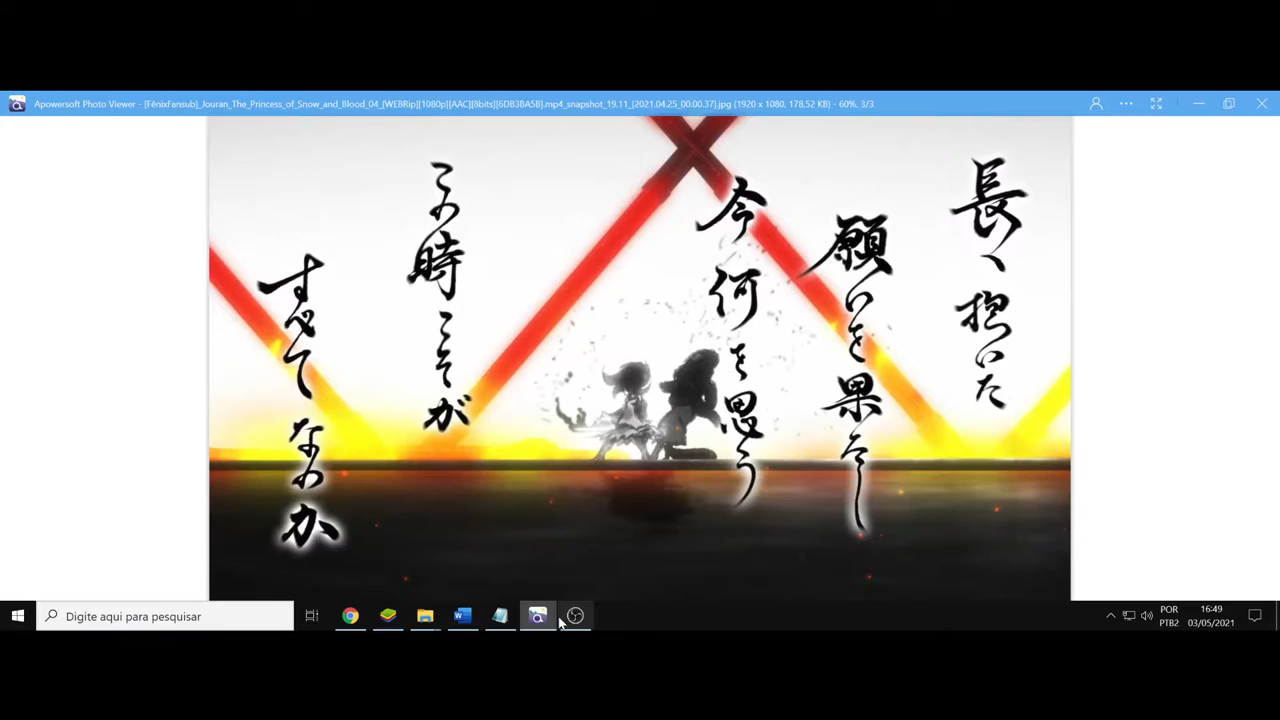 Apowersoft Photo Viewer - [FênixFansub]_Jouran_The_Princess_of_Snow_and_Blood_04_[WEBRip][1080p][AAC][8bits][6DB3BA5B].mp4_snapshot_19.11_[2021.04.25_00.00.37].jpg (1920 x 1080, 178.52 KB) - 60%, 3/3
長く抱いた
願いを果たし
今何を思う
この時こそが
すべてなのか
Digite aqui para pesquisar
POR
PTB2
16:49
03/05/2021